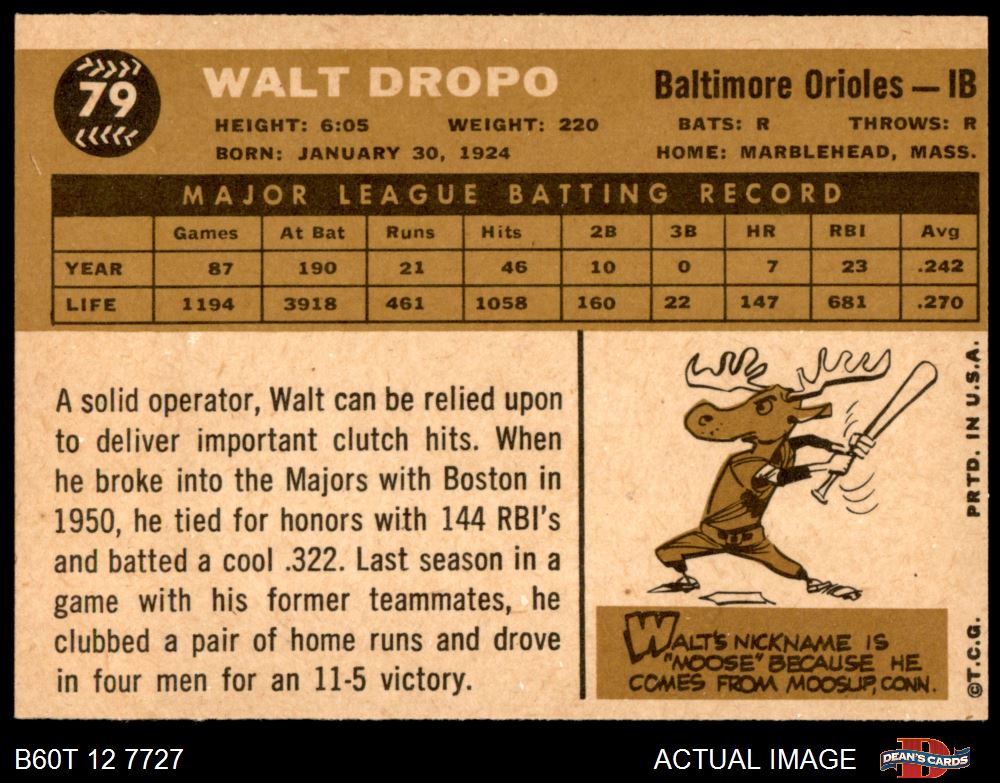 79
WALT DROPO
Baltimore Orioles — IB
HEIGHT: 6:05 WEIGHT: 220 BATS: R THROWS: R
BORN: JANUARY 30, 1924 HOME: MARBLEHEAD, MASS.
MAJOR LEAGUE BATTING RECORD
Games At Bat Runs Hits 2B 3B HR RBI Avg
YEAR 87 190 21 46 10 0 7 23 .242
LIFE 1194 3918 461 1058 160 22 147 681 .270
A solid operator, Walt can be relied upon
to deliver important clutch hits. When
he broke into the Majors with Boston in
1950, he tied for honors with 144 RBI's
and batted a cool .322. Last season in a
game with his former teammates, he
clubbed a pair of home runs and drove
in four men for an 11-5 victory.
WALT'S NICKNAME IS
"MOOSE" BECAUSE HE
COMES FROM MOOSUP, CONN.
©T.C.G. PRTD. IN U.S.A.
B60T 12 7727
ACTUAL IMAGE
DEAN'S CARDS